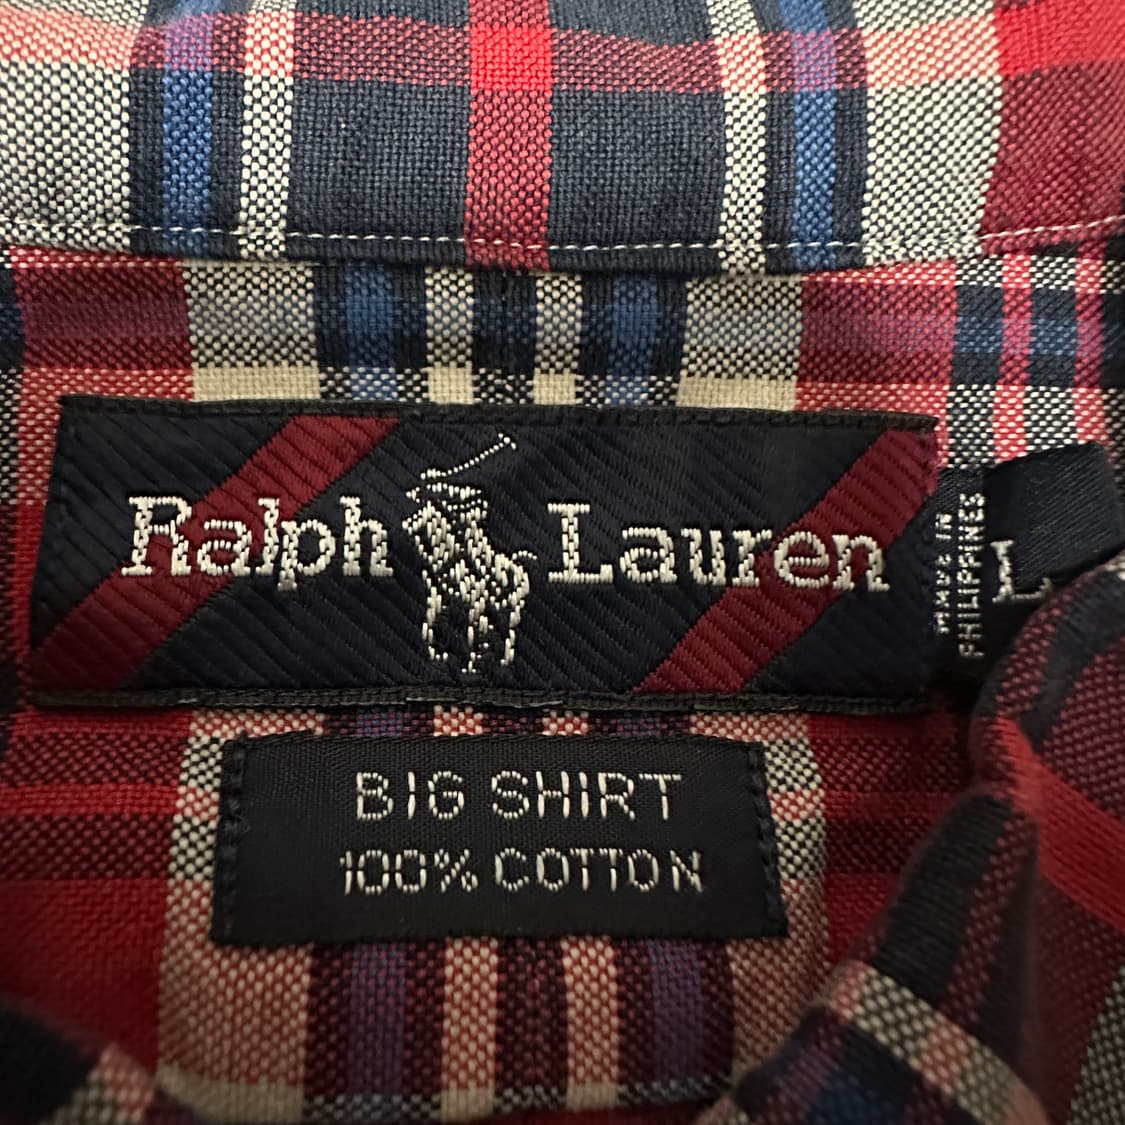 Ralph Lauren
MADE IN
PHILIPPINES
L
BIG SHIRT
100% COTTON